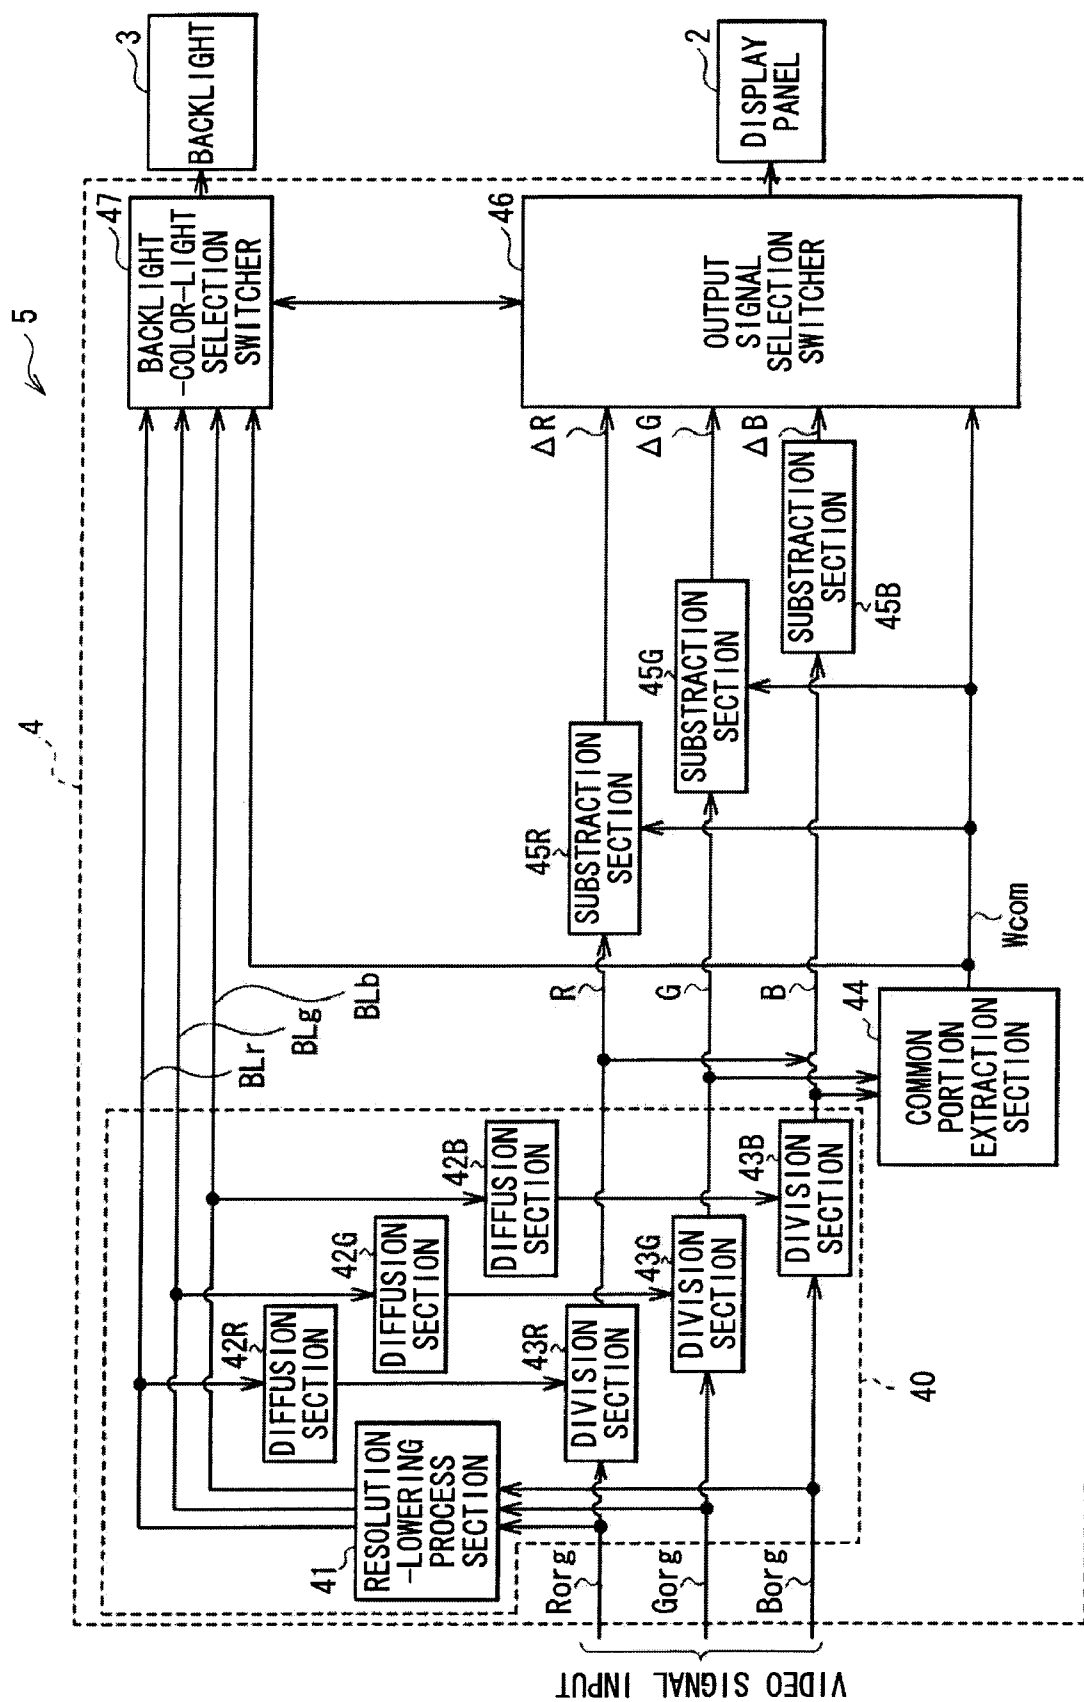 5
4
3
BACKLIGHT
47
BACKLIGHT
-COLOR-LIGHT
SELECTION
SWITCHER
2
DISPLAY
PANEL
46
OUTPUT
SIGNAL
SELECTION
SWITCHER
ΔR
ΔG
ΔB
45R
SUBSTRACTION
SECTION
45G
SUBSTRACTION
SECTION
SUBSTRACTION
SECTION
45B
BLr
BLg
BLb
R
G
B
Wcom
44
COMMON
PORTION
EXTRACTION
SECTION
42R
DIFFUSION
SECTION
42G
DIFFUSION
SECTION
42B
DIFFUSION
SECTION
43R
DIVISION
SECTION
43G
DIVISION
SECTION
43B
DIVISION
SECTION
41
RESOLUTION
-LOWERING
PROCESS
SECTION
40
Rorg
Gorg
Borg
VIDEO SIGNAL INPUT